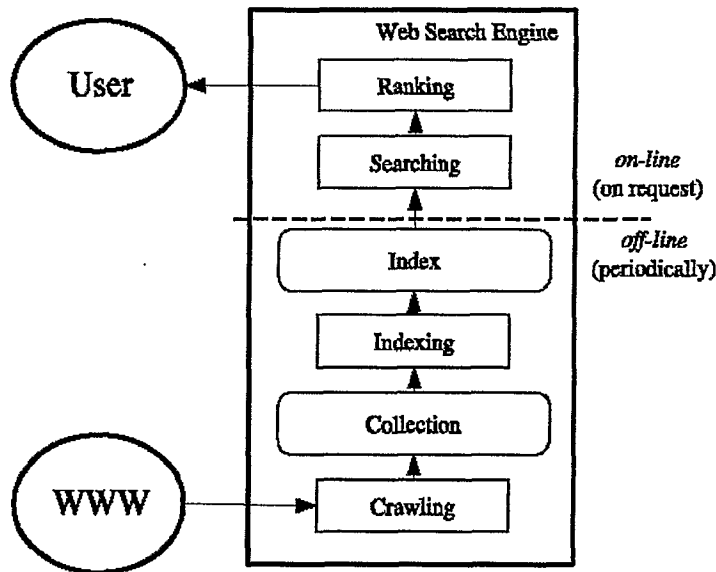 Web Search Engine
User
Ranking
Searching
on-line
(on request)
off-line
(periodically)
Index
Indexing
Collection
WWW
Crawling